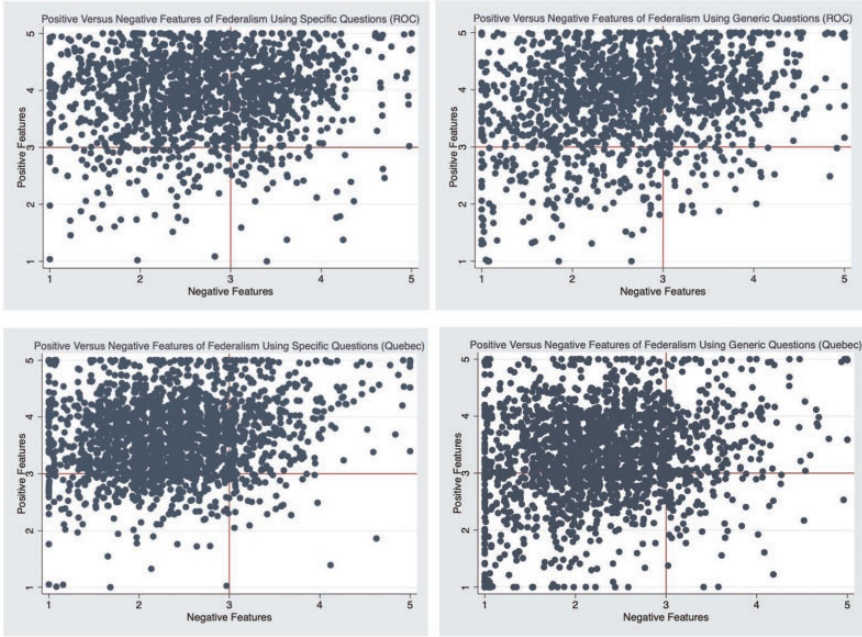 Positive Versus Negative Features of Federalism Using Specific Questions (ROC)
Positive Features
5
4
3
2
1
1 2 3 4 5
Negative Features
Positive Versus Negative Features of Federalism Using Generic Questions (ROC)
Positive Features
5
4
3
2
1
1 2 3 4 5
Negative Features
Positive Versus Negative Features of Federalism Using Specific Questions (Quebec)
Positive Features
5
4
3
2
1
1 2 3 4 5
Negative Features
Positive Versus Negative Features of Federalism Using Generic Questions (Quebec)
Positive Features
5
4
3
2
1
1 2 3 4 5
Negative Features